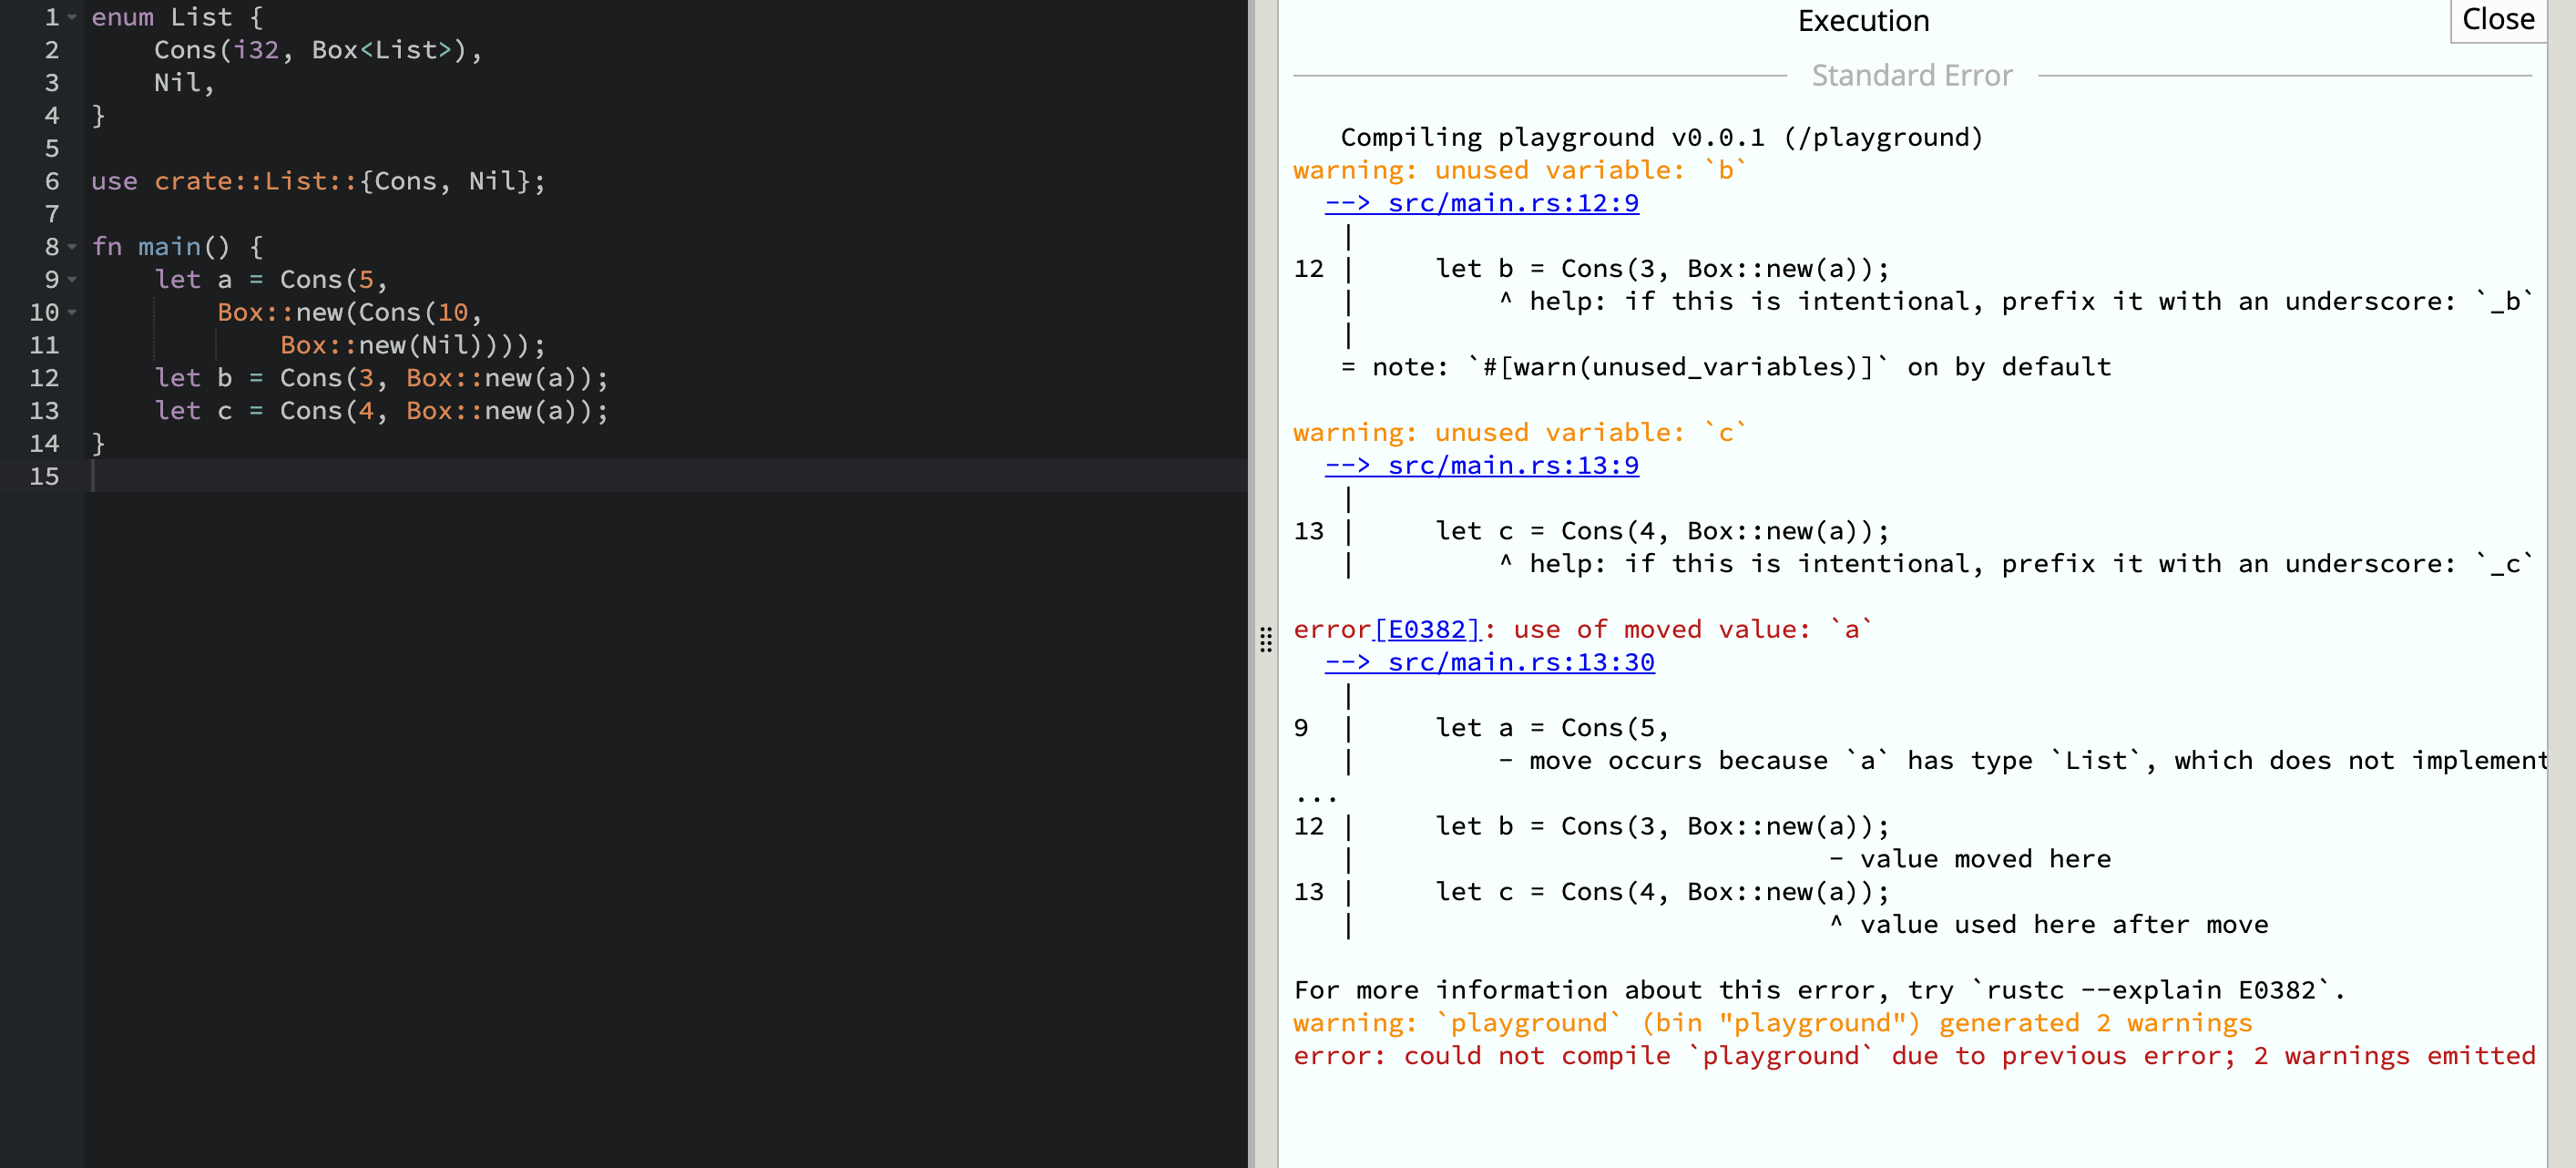 1 enum List {
2     Cons(i32, Box<List>),
3     Nil,
4 }
5
6 use crate::List::{Cons, Nil};
7
8 fn main() {
9     let a = Cons(5,
10         Box::new(Cons(10,
11             Box::new(Nil))));
12     let b = Cons(3, Box::new(a));
13     let c = Cons(4, Box::new(a));
14 }
15
Execution
Close
Standard Error
   Compiling playground v0.0.1 (/playground)
warning: unused variable: `b`
  --> src/main.rs:12:9
   |
12 |     let b = Cons(3, Box::new(a));
   |         ^ help: if this is intentional, prefix it with an underscore: `_b`
   |
   = note: `#[warn(unused_variables)]` on by default
warning: unused variable: `c`
  --> src/main.rs:13:9
   |
13 |     let c = Cons(4, Box::new(a));
   |         ^ help: if this is intentional, prefix it with an underscore: `_c`
error[E0382]: use of moved value: `a`
  --> src/main.rs:13:30
   |
9  |     let a = Cons(5,
   |         - move occurs because `a` has type `List`, which does not implement
...
12 |     let b = Cons(3, Box::new(a));
   |                              - value moved here
13 |     let c = Cons(4, Box::new(a));
   |                              ^ value used here after move
For more information about this error, try `rustc --explain E0382`.
warning: `playground` (bin "playground") generated 2 warnings
error: could not compile `playground` due to previous error; 2 warnings emitted